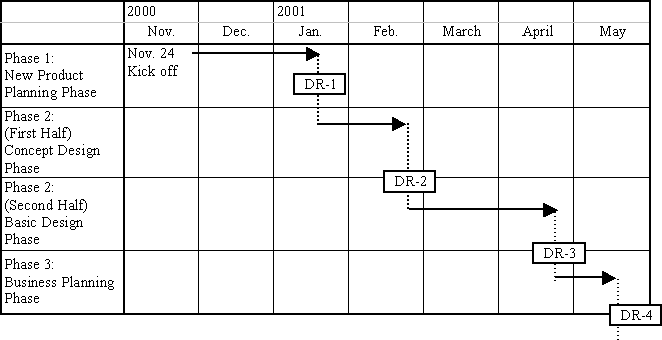 2000 2001
Nov. Dec. Jan. Feb. March April May
Phase 1:
New Product
Planning Phase
Nov. 24
Kick off
DR-1
Phase 2:
(First Half)
Concept Design
Phase
DR-2
Phase 2:
(Second Half)
Basic Design
Phase
DR-3
Phase 3:
Business Planning
Phase
DR-4